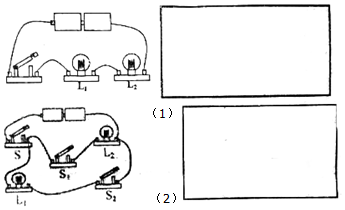 L₁ L₂
(1)
S L₂
S₁
L₁ S₂
(2)